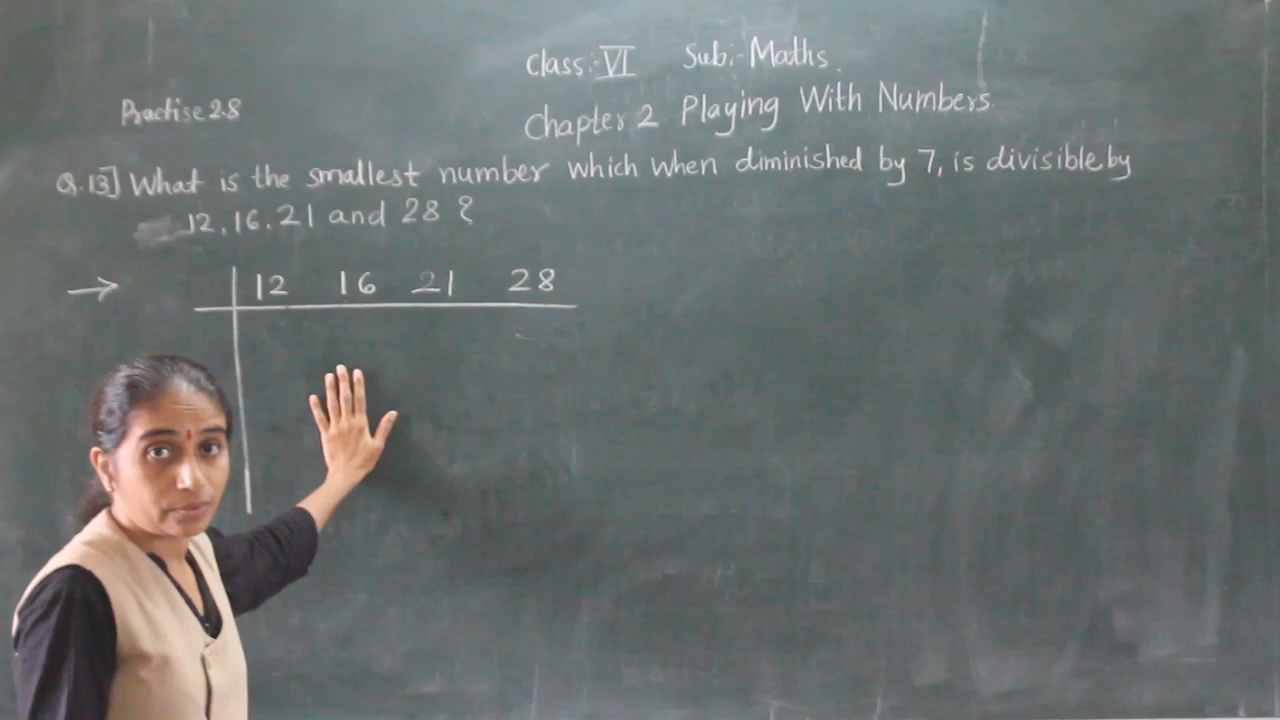 Class:- VI Sub:- Maths.
Practise 2.8
Chapter 2 Playing With Numbers
Q.13] What is the smallest number which when diminished by 7, is divisible by
12, 16, 21 and 28 ?
→ 12 16 21 28